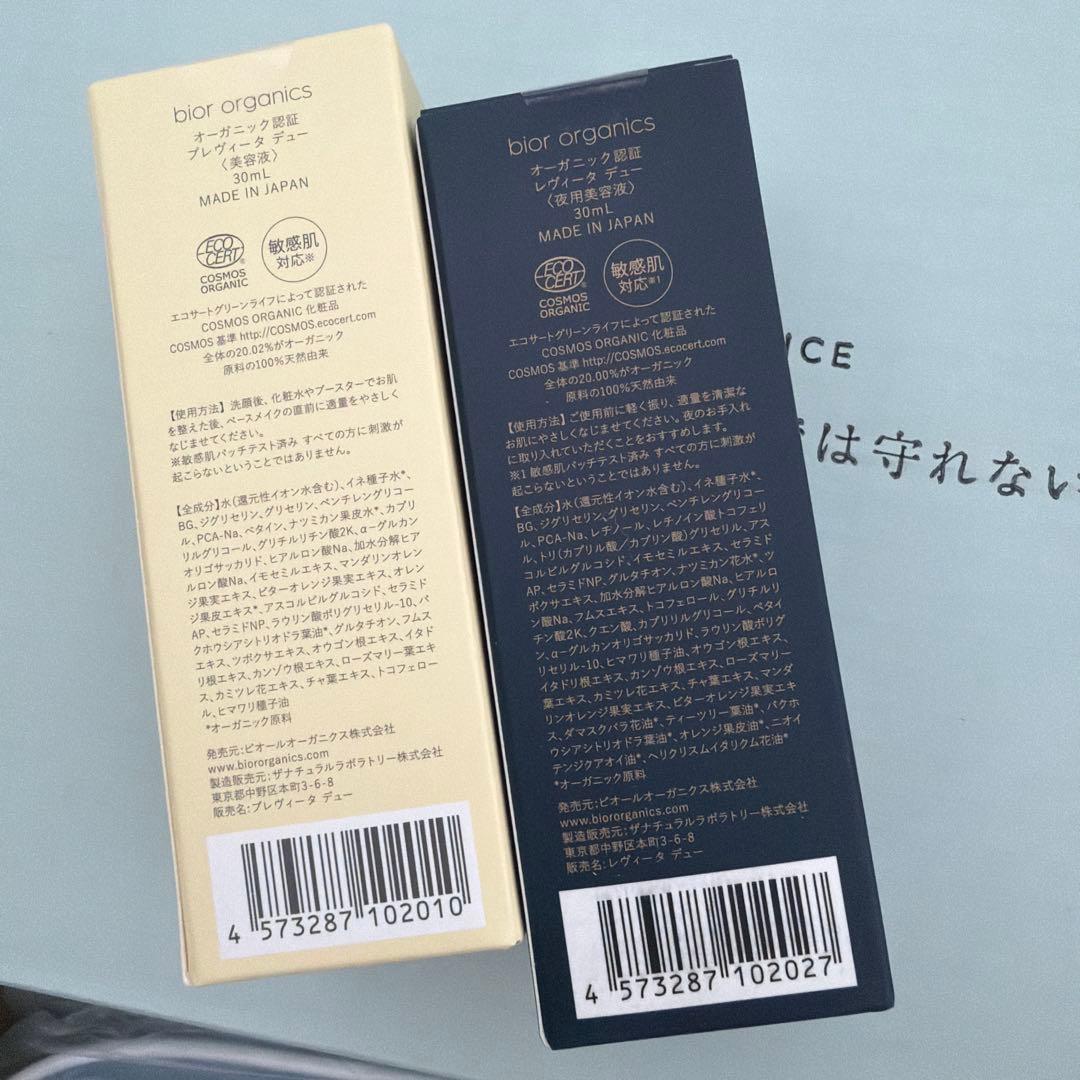 bior organics
オーガニック認証
プレヴィータ デュー
〈美容液〉
30mL
MADE IN JAPAN
ECO
CERT
COSMOS
ORGANIC
敏感肌
対応※
エコサートグリーンライフによって認証された
COSMOS ORGANIC 化粧品
COSMOS 基準 http://COSMOS.ecocert.com
全体の20.02%がオーガニック
原料の100%天然由来
【使用方法】 洗顔後、化粧水やブースターでお肌
を整えた後、ベースメイクの直前に適量をやさしく
なじませてください。
※敏感肌パッチテスト済み すべての方に刺激が
起こらないということではありません。
【全成分】水(還元性イオン水含む)、イネ種子水*、
BG、ジグリセリン、グリセリン、ペンチレングリコー
ル、PCA-Na、ベタイン、ナツミカン果皮水*、カプリ
リルグリコール、グリチルリチン酸2K、α-グルカン
オリゴサッカリド、ヒアルロン酸Na、加水分解ヒア
ルロン酸Na、イモセミルエキス、マンダリンオレン
ジ果実エキス、ビターオレンジ果実エキス、オレン
ジ果皮エキス*、アスコルビルグルコシド、セラミド
AP、セラミドNP、ラウリン酸ポリグリセリル-10、パ
クホウシアシトリオドラ葉油*、グルタチオン、フムス
エキス、ツボクサエキス、オウゴン根エキス、イタド
リ根エキス、カンゾウ根エキス、ローズマリー葉エキ
ス、カミツレ花エキス、チャ葉エキス、トコフェロー
ル、ヒマワリ種子油
*オーガニック原料
発売元:ビオールオーガニクス株式会社
www.biororganics.com
製造販売元:ザナチュラルラボラトリー株式会社
東京都中野区本町3-6-8
販売名:プレヴィータ デュー
4 573287 102010
bior organics
オーガニック認証
レヴィータ デュー
〈夜用美容液〉
30mL
MADE IN JAPAN
ECO
CERT
COSMOS
ORGANIC
敏感肌
対応※1
エコサートグリーンライフによって認証された
COSMOS ORGANIC 化粧品
COSMOS 基準 http://COSMOS.ecocert.com
全体の20.00%がオーガニック
原料の100%天然由来
【使用方法】ご使用前に軽く振り、適量を清潔な
お肌にやさしくなじませてください。夜のお手入れ
に取り入れていただくことをおすすめします。
※1 敏感肌パッチテスト済み すべての方に刺激が
起こらないということではありません。
【全成分】水(還元性イオン水含む)、イネ種子水*、
BG、ジグリセリン、グリセリン、ペンチレングリコー
ル、PCA-Na、レチノール、レチノイン酸トコフェリ
ル、トリ(カプリル酸/カプリン酸)グリセリル、アス
コルビルグルコシド、イモセミルエキス、セラミド
AP、セラミドNP、グルタチオン、ナツミカン花水*、ツ
ボクサエキス、加水分解ヒアルロン酸Na、ヒアルロ
ン酸Na、フムスエキス、トコフェロール、グリチルリ
チン酸2K、クエン酸、カプリリルグリコール、ベタイ
ン、α-グルカンオリゴサッカリド、ラウリン酸ポリグ
リセリル-10、ヒマワリ種子油、オウゴン根エキス、
イタドリ根エキス、カンゾウ根エキス、ローズマリー
葉エキス、カミツレ花エキス、チャ葉エキス、マンダ
リンオレンジ果実エキス、ビターオレンジ果実エキ
ス、ダマスクバラ花油*、ティーツリー葉油*、パクホ
ウシアシトリオドラ葉油*、オレンジ果皮油*、ニオイ
テンジクアオイ油*、ヘリクリスムイタリクム花油*
*オーガニック原料
発売元:ビオールオーガニクス株式会社
www.biororganics.com
製造販売元:ザナチュラルラボラトリー株式会社
東京都中野区本町3-6-8
販売名:レヴィータ デュー
4 573287 102027
ICE
は守れない